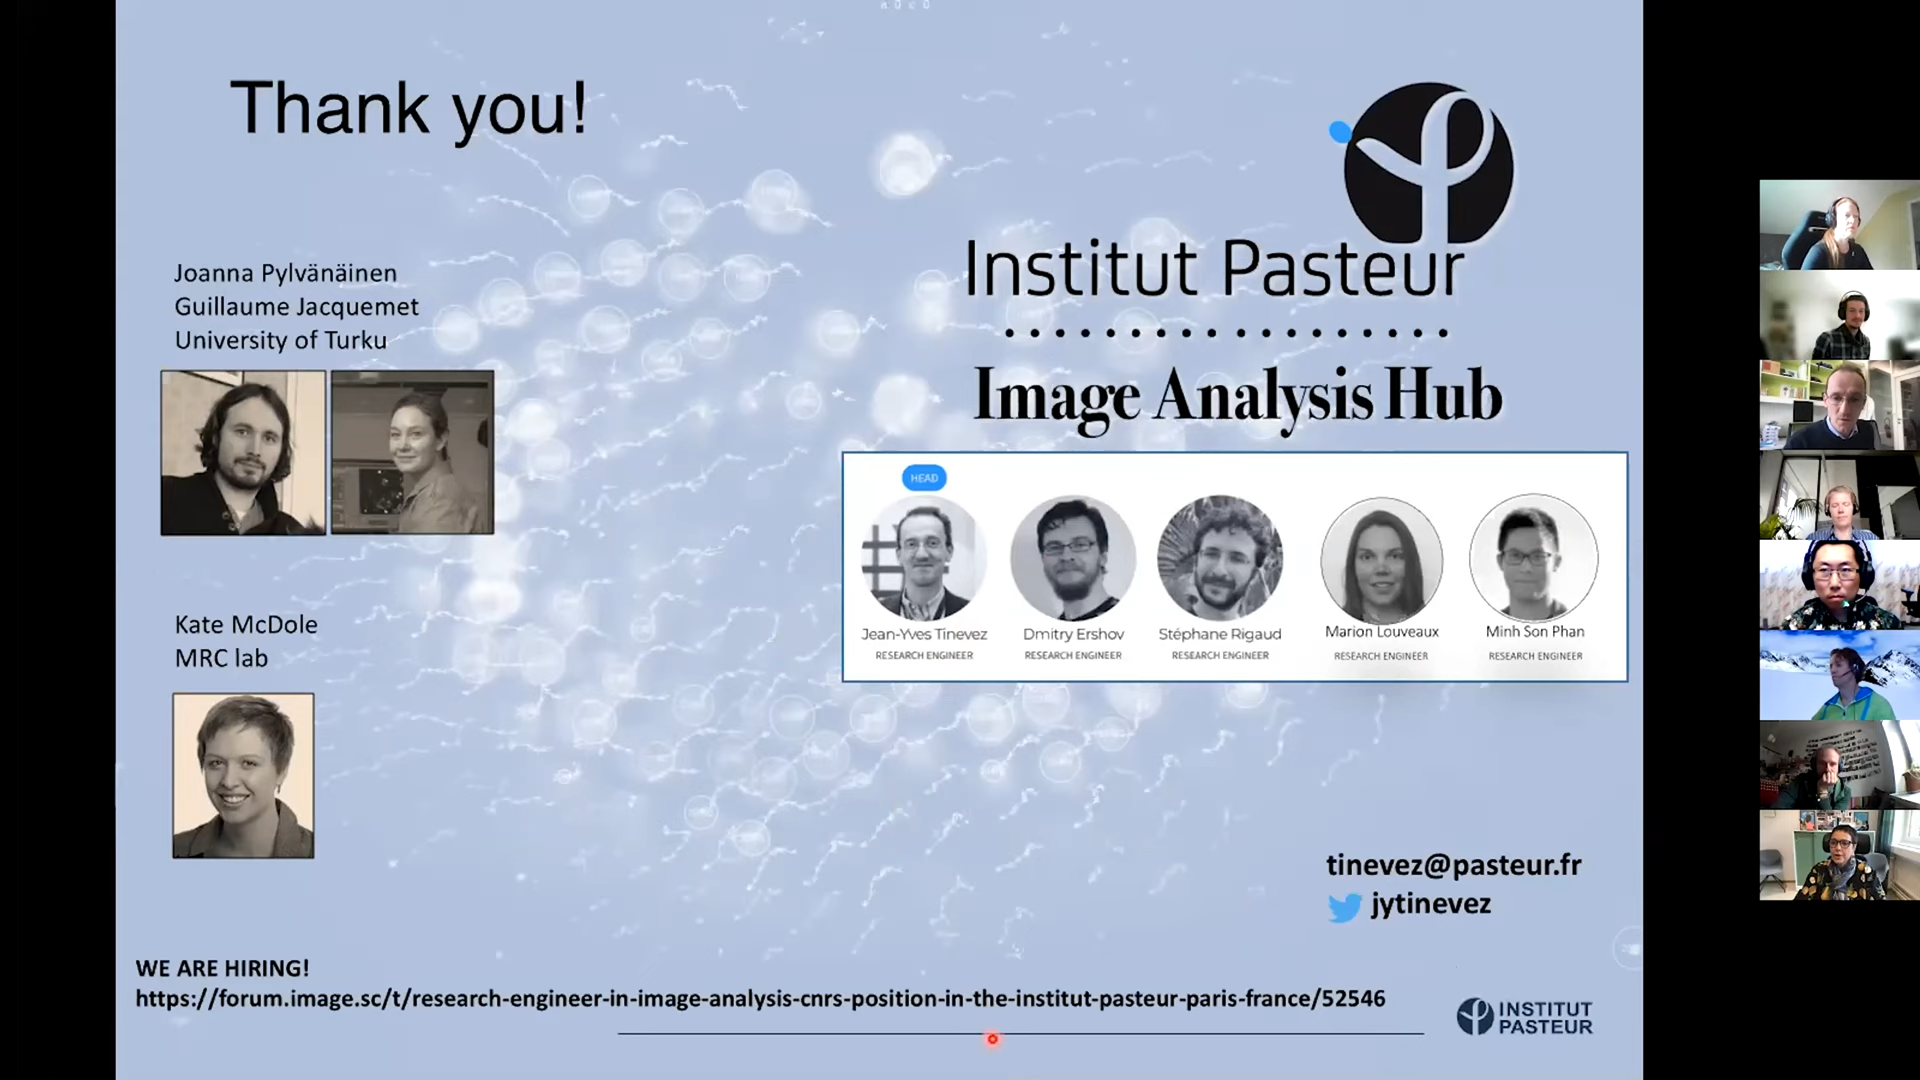 Thank you!
Joanna Pylvänäinen
Guillaume Jacquemet
University of Turku
Kate McDole
MRC lab
Institut Pasteur
Image Analysis Hub
HEAD
Jean-Yves Tinevez
RESEARCH ENGINEER
Dmitry Ershov
RESEARCH ENGINEER
Stéphane Rigaud
RESEARCH ENGINEER
Marion Louveaux
RESEARCH ENGINEER
Minh Son Phan
RESEARCH ENGINEER
tinevez@pasteur.fr
jytinevez
WE ARE HIRING!
https://forum.image.sc/t/research-engineer-in-image-analysis-cnrs-position-in-the-institut-pasteur-paris-france/52546
INSTITUT
PASTEUR